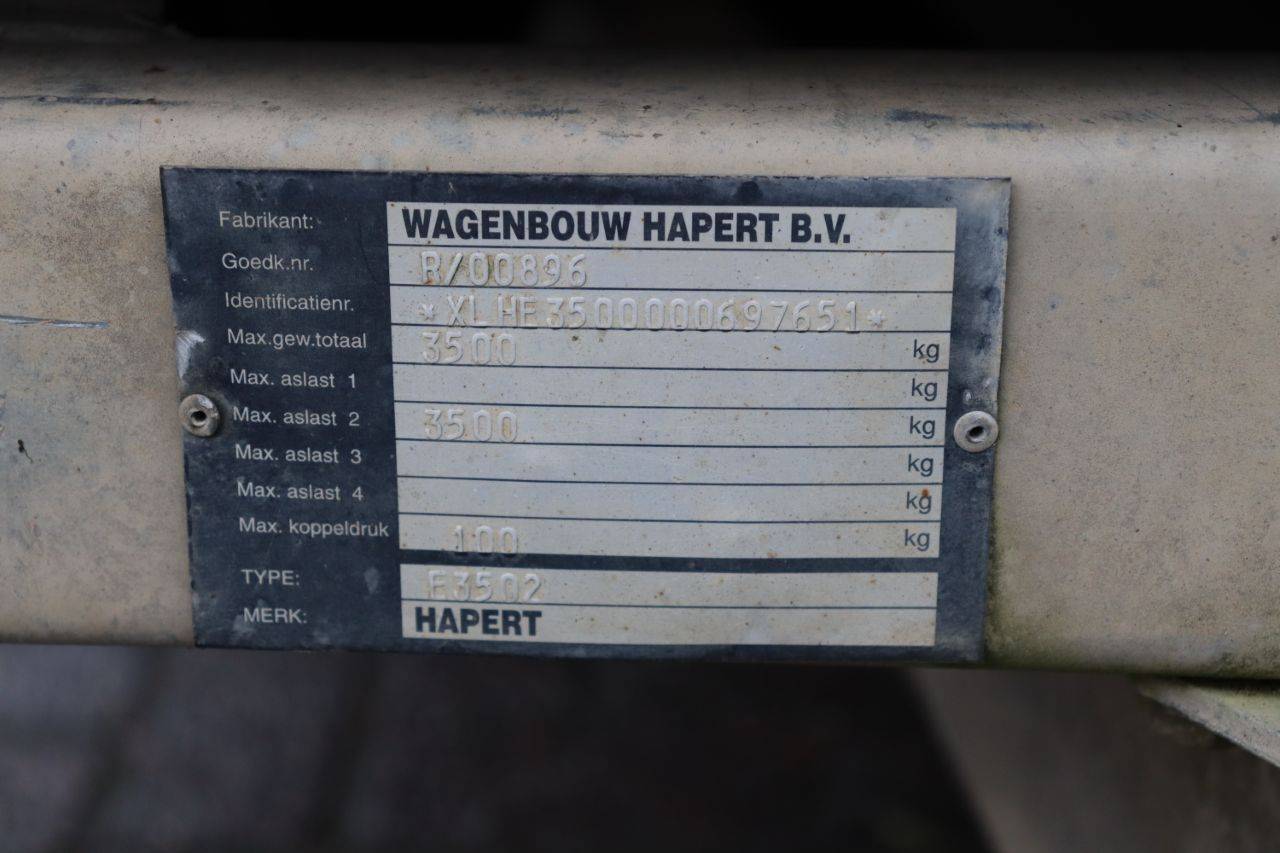 Fabrikant: WAGENBOUW HAPERT B.V.
Goedk.nr. R/00896
Identificatienr. *XLHE3500000697651*
Max.gew.totaal 3500 kg
Max. aslast 1 kg
Max. aslast 2 3500 kg
Max. aslast 3 kg
Max. aslast 4 kg
Max. koppeldruk 100 kg
TYPE: E3502
MERK: HAPERT